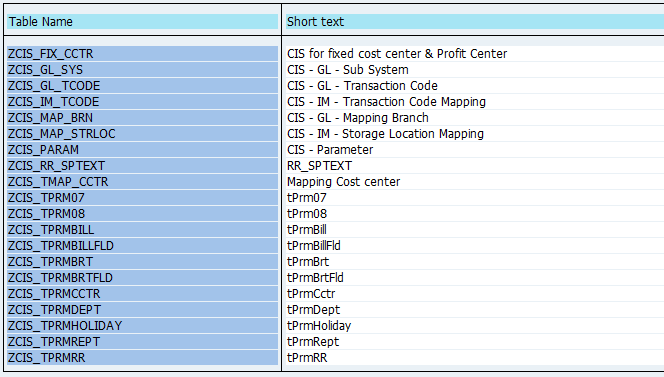 Table Name Short text
ZCIS_FIX_CCTR CIS for fixed cost center & Profit Center
ZCIS_GL_SYS CIS - GL - Sub System
ZCIS_GL_TCODE CIS - GL - Transaction Code
ZCIS_IM_TCODE CIS - IM - Transaction Code Mapping
ZCIS_MAP_BRN CIS - GL - Mapping Branch
ZCIS_MAP_STRLOC CIS - IM - Storage Location Mapping
ZCIS_PARAM CIS - Parameter
ZCIS_RR_SPTEXT RR_SPTEXT
ZCIS_TMAP_CCTR Mapping Cost center
ZCIS_TPRM07 tPrm07
ZCIS_TPRM08 tPrm08
ZCIS_TPRMBILL tPrmBill
ZCIS_TPRMBILLFLD tPrmBillFld
ZCIS_TPRMBRT tPrmBrt
ZCIS_TPRMBRTFLD tPrmBrtFld
ZCIS_TPRMCCTR tPrmCctr
ZCIS_TPRMDEPT tPrmDept
ZCIS_TPRMHOLIDAY tPrmHoliday
ZCIS_TPRMREPT tPrmRept
ZCIS_TPRMRR tPrmRR